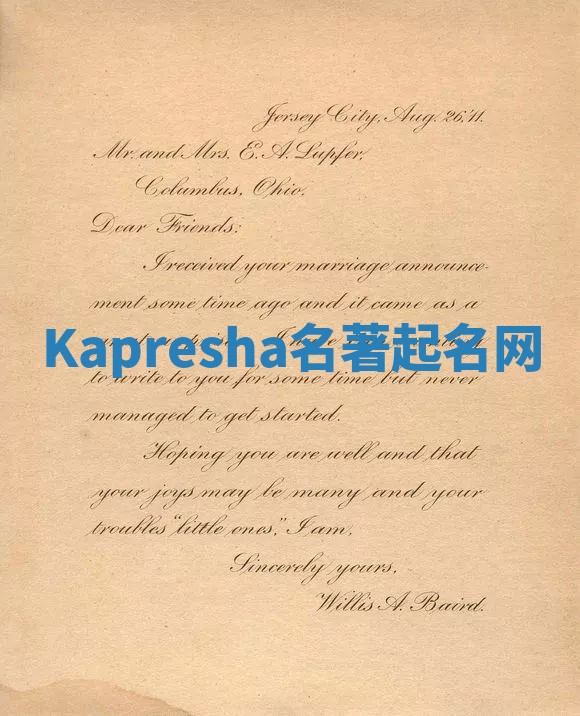 Jersey City, Aug. 26,'11.
Mr. and Mrs. E. A. Lupfer,
Columbus, Ohio.
Dear Friends:
I received your marriage announce-
ment some time ago and it came as a
Kapresha名著起名网
to write to you for some time but never
managed to get started.
Hoping you are well and that
your joys may be many and your
troubles "little ones," I am,
Sincerely yours,
Willis A. Baird.